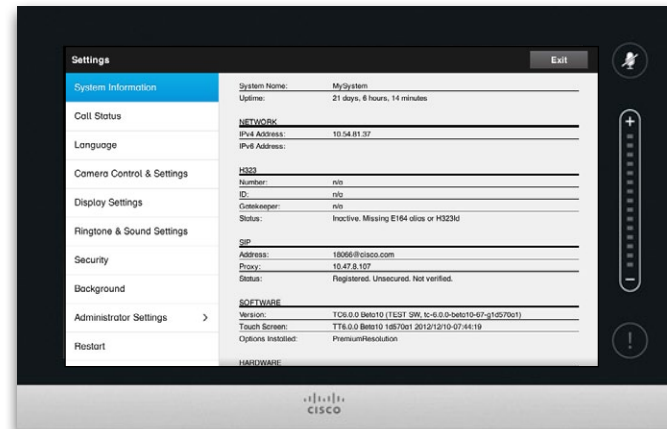 Settings
Exit
System Information
Call Status
Language
Camera Control & Settings
Display Settings
Ringtone & Sound Settings
Security
Background
Administrator Settings >
Restart
System Name: MySystem
Uptime: 21 days, 6 hours, 14 minutes
NETWORK
IPv4 Address: 10.54.81.37
IPv6 Address:
H323
Number: n/a
ID: n/a
Gatekeeper: n/a
Status: Inactive. Missing E164 alias or H323Id
SIP
Address: 18066@cisco.com
Proxy: 10.47.8.107
Status: Registered. Unsecured. Not verified.
SOFTWARE
Version: TC6.0.0 Beta10 (TEST SW, tc-6.0.0-beta10-67-g1d570a1)
Touch Screen: TT6.0.0 Beta10 1d570a1 2012/12/10-07:44:19
Options Installed: PremiumResolution
HARDWARE
+
−
!
CISCO